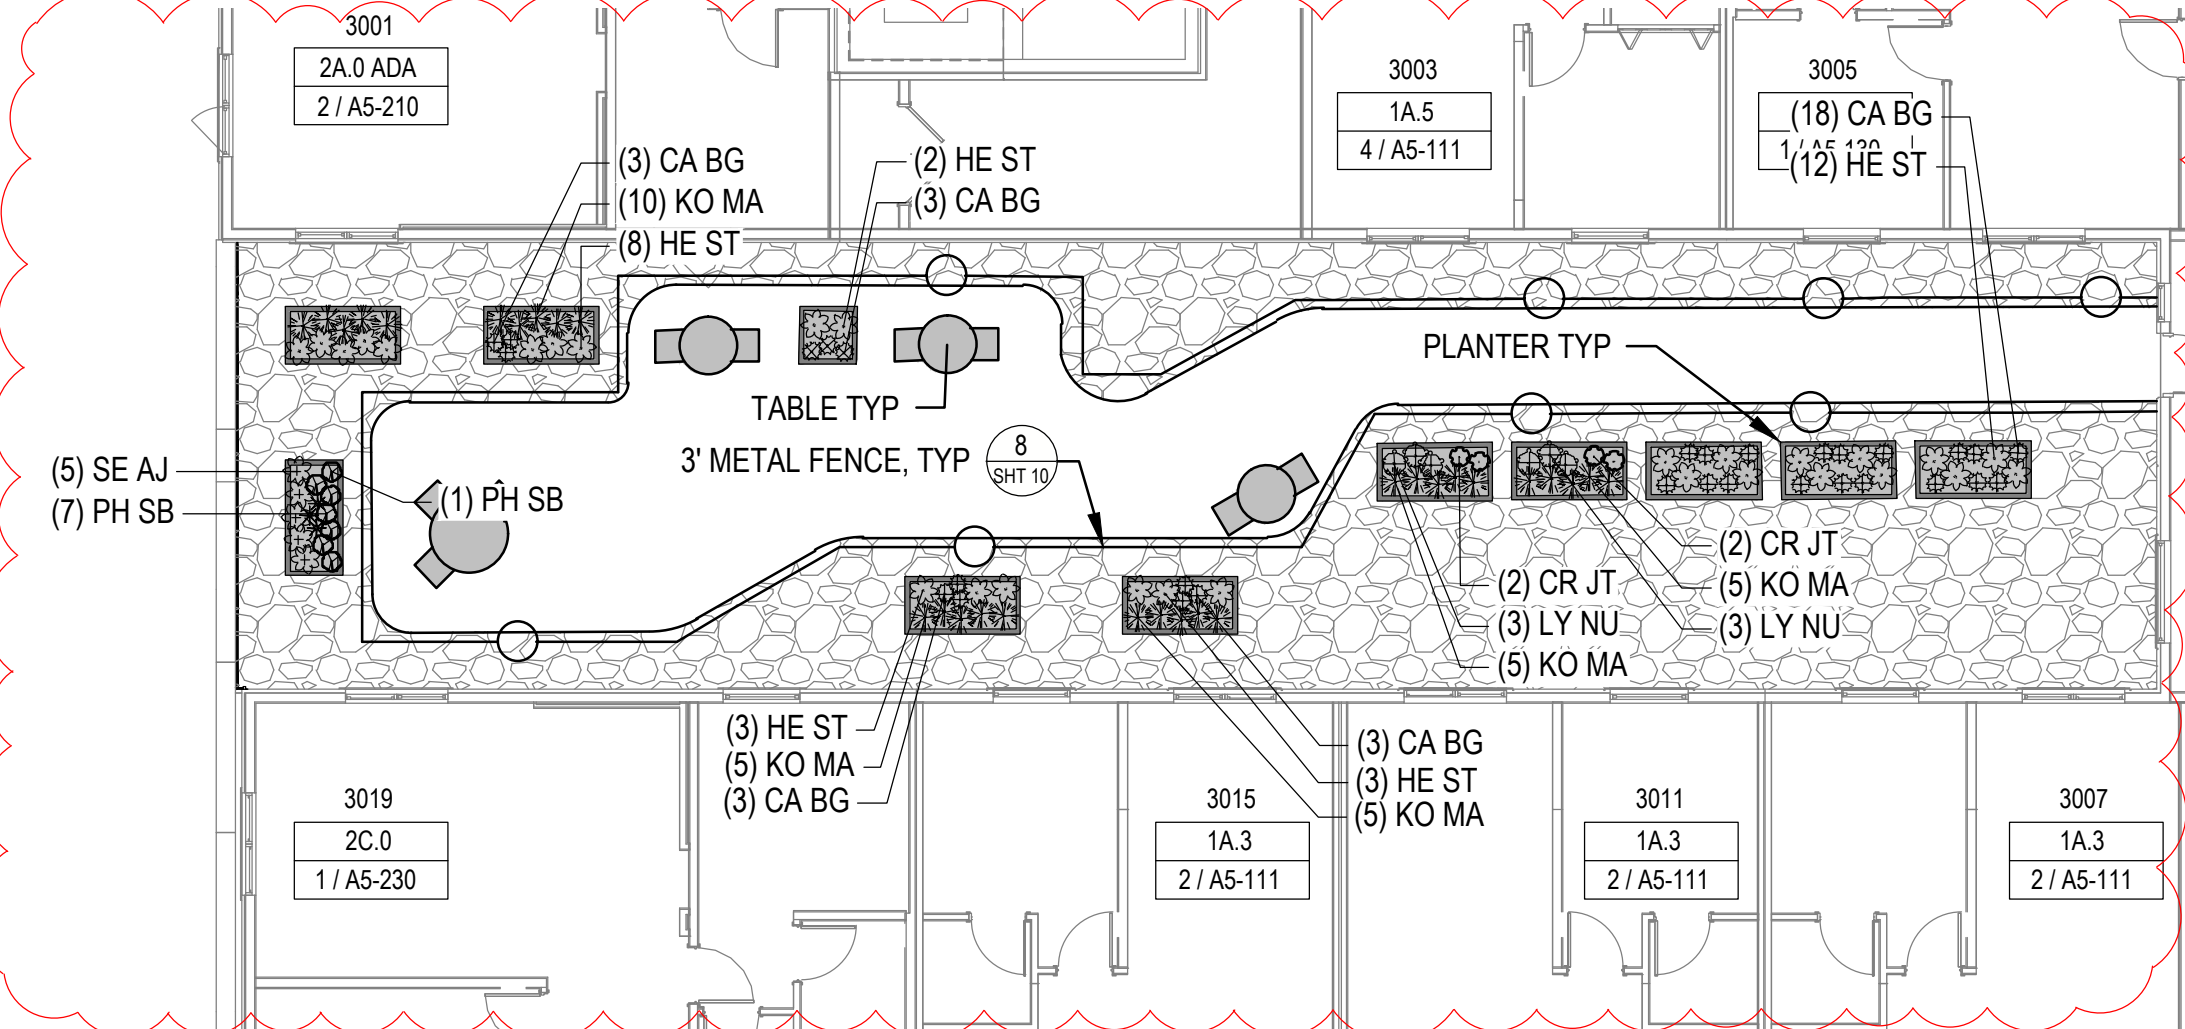 3001
2A.0 ADA
2 / A5-210
3003
1A.5
4 / A5-111
3005
(18) CA BG
1 / A5-130
(12) HE ST
(3) CA BG
(10) KO MA
(8) HE ST
(2) HE ST
(3) CA BG
PLANTER TYP
TABLE TYP
3' METAL FENCE, TYP
8
SHT 10
(5) SE AJ
(7) PH SB
(1) PH SB
(2) CR JT
(5) KO MA
(3) LY NU
(2) CR JT
(3) LY NU
(5) KO MA
(3) HE ST
(5) KO MA
(3) CA BG
(3) CA BG
(3) HE ST
(5) KO MA
3019
2C.0
1 / A5-230
3015
1A.3
2 / A5-111
3011
1A.3
2 / A5-111
3007
1A.3
2 / A5-111